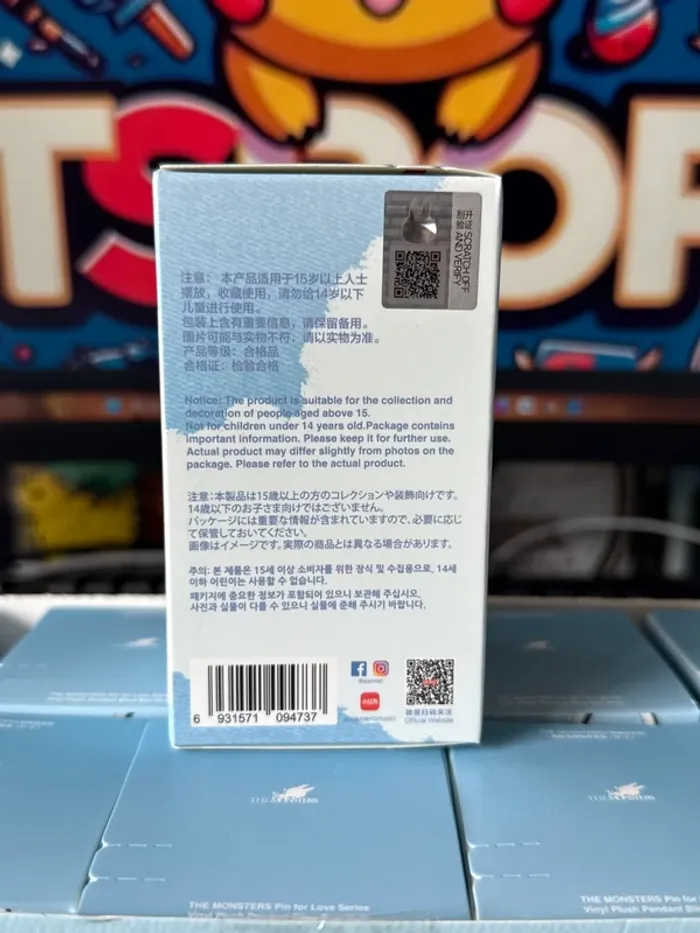 刮开验证
SCRATCH OFF
AND VERIFY
注意： 本产品适用于15岁以上人士
摆放，收藏使用，请勿给14岁以下
儿童进行使用。
包装上含有重要信息，请保留备用。
图片可能与实物不符，请以实物为准。
产品等级：合格品
合格证：检验合格
Notice: The product is suitable for the collection and
decoration of people aged above 15.
Not for children under 14 years old.Package contains
important information. Please keep it for further use.
Actual product may differ slightly from photos on the
package. Please refer to the actual product.
注意：本製品は15歳以上の方のコレクションや装飾向けです。
14歳以下のお子さま向けではございません。
パッケージには重要な情報が含まれていますので、必要に応じ
て保管しておいてください。
画像はイメージです。実際の商品とは異なる場合があります。
주의: 본 제품은 15세 이상 소비자를 위한 장식 및 수집용으로, 14세
이하 어린이는 사용할 수 없습니다.
패키지에 중요한 정보가 포함되어 있으니 보관해 주십시오.
사진과 실물이 다를 수 있으니 실물에 준해 주시기 바랍니다.
6 931571 094737
@popmart
小红书
Official Website
THE MONSTERS
THE MONSTERS
THE MONSTERS Pin for Love Series
Vinyl Plush Pendant
THE MONSTERS Pin for
Vinyl Plush Pendant Bli